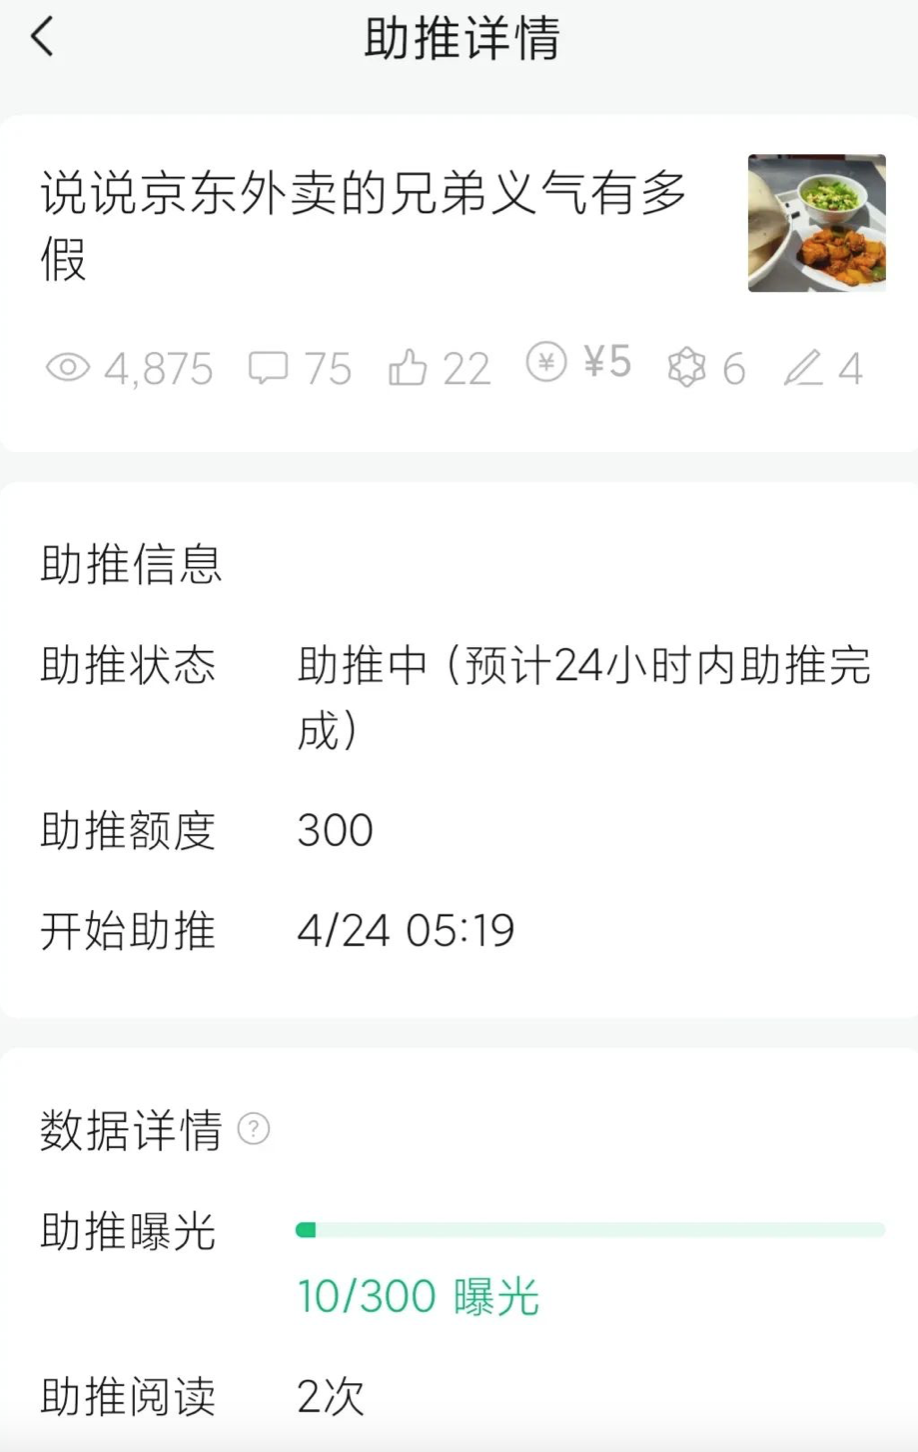 助推详情
说说京东外卖的兄弟义气有多
假
4,875 75 22 ¥ ¥5 6 4
助推信息
助推状态 助推中（预计24小时内助推完
成）
助推额度 300
开始助推 4/24 05:19
数据详情 ?
助推曝光
10/300 曝光
助推阅读 2次